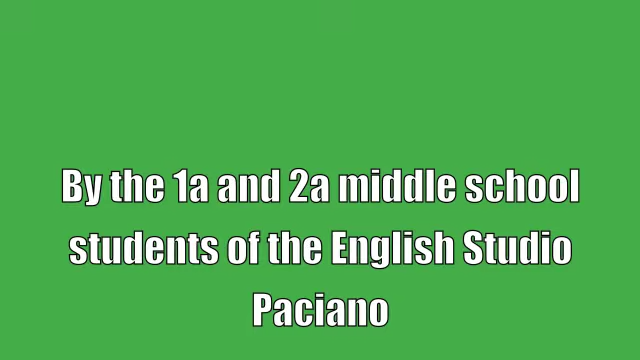 By the 1a and 2a middle school
students of the English Studio
Paciano